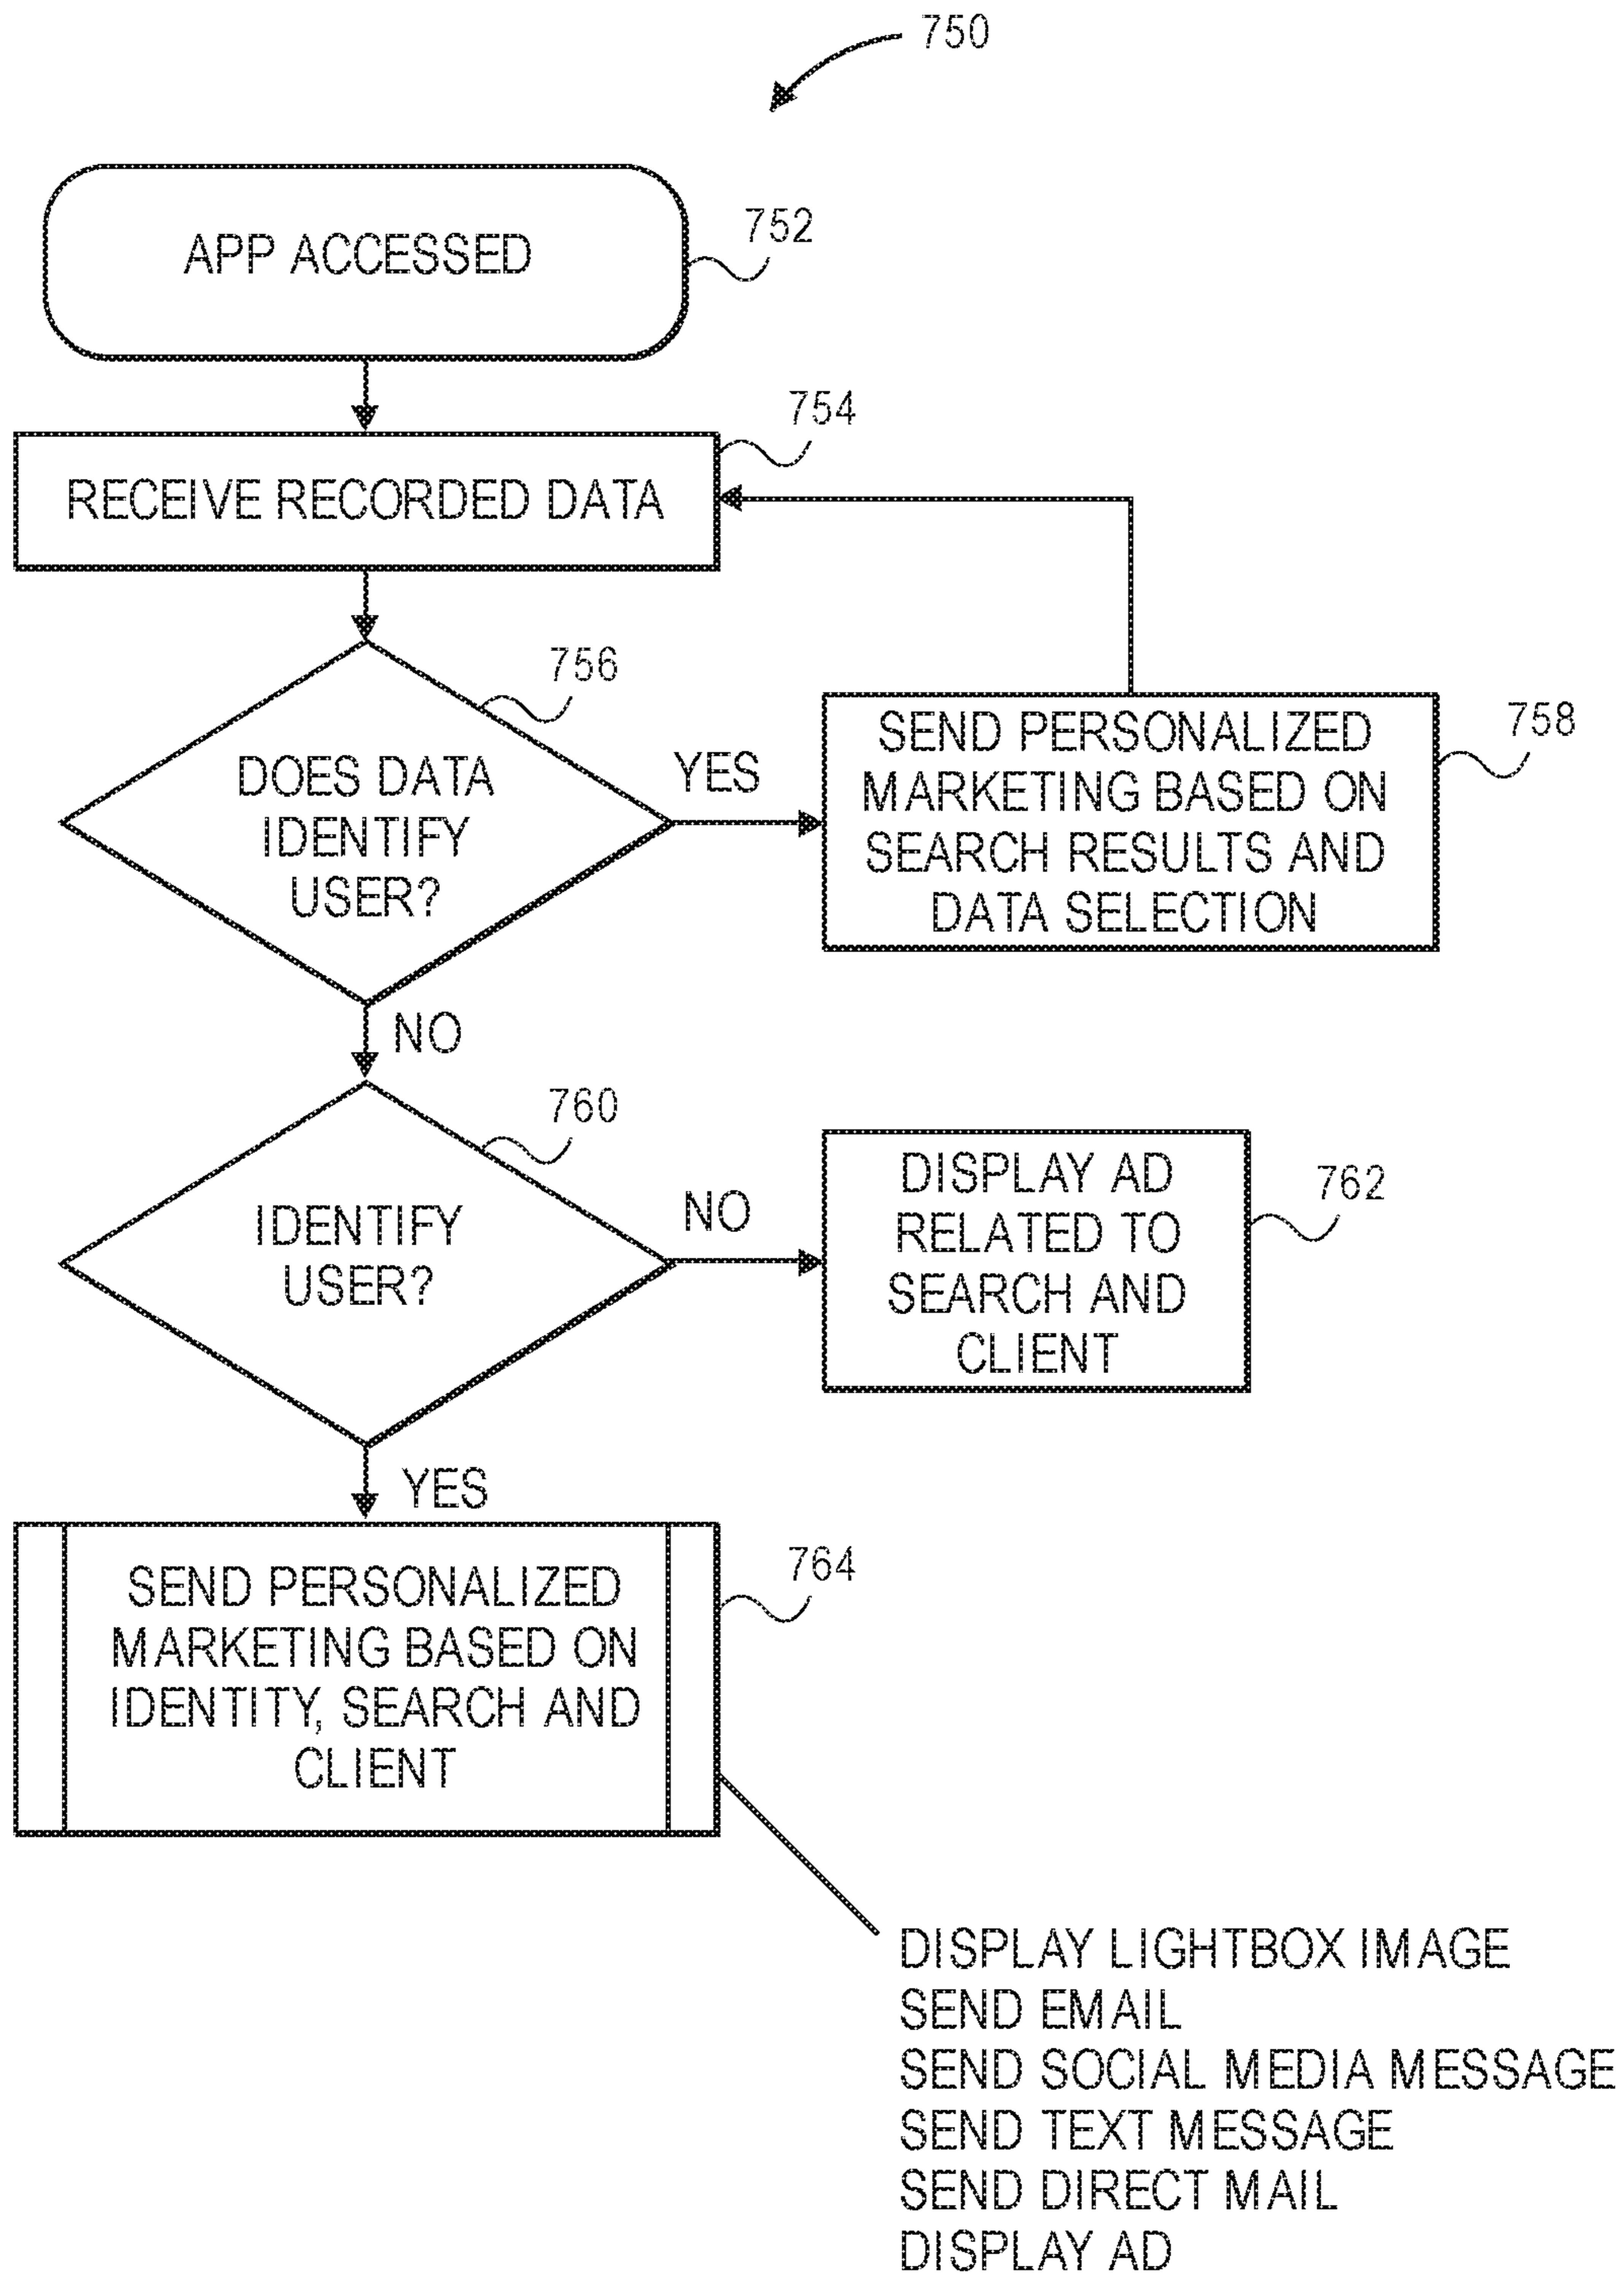 750
APP ACCESSED
752
754
RECEIVE RECORDED DATA
756
DOES DATA
IDENTIFY
USER?
YES
SEND PERSONALIZED
MARKETING BASED ON
SEARCH RESULTS AND
DATA SELECTION
758
NO
760
IDENTIFY
USER?
NO
DISPLAY AD
RELATED TO
SEARCH AND
CLIENT
762
YES
SEND PERSONALIZED
MARKETING BASED ON
IDENTITY, SEARCH AND
CLIENT
764
DISPLAY LIGHTBOX IMAGE
SEND EMAIL
SEND SOCIAL MEDIA MESSAGE
SEND TEXT MESSAGE
SEND DIRECT MAIL
DISPLAY AD